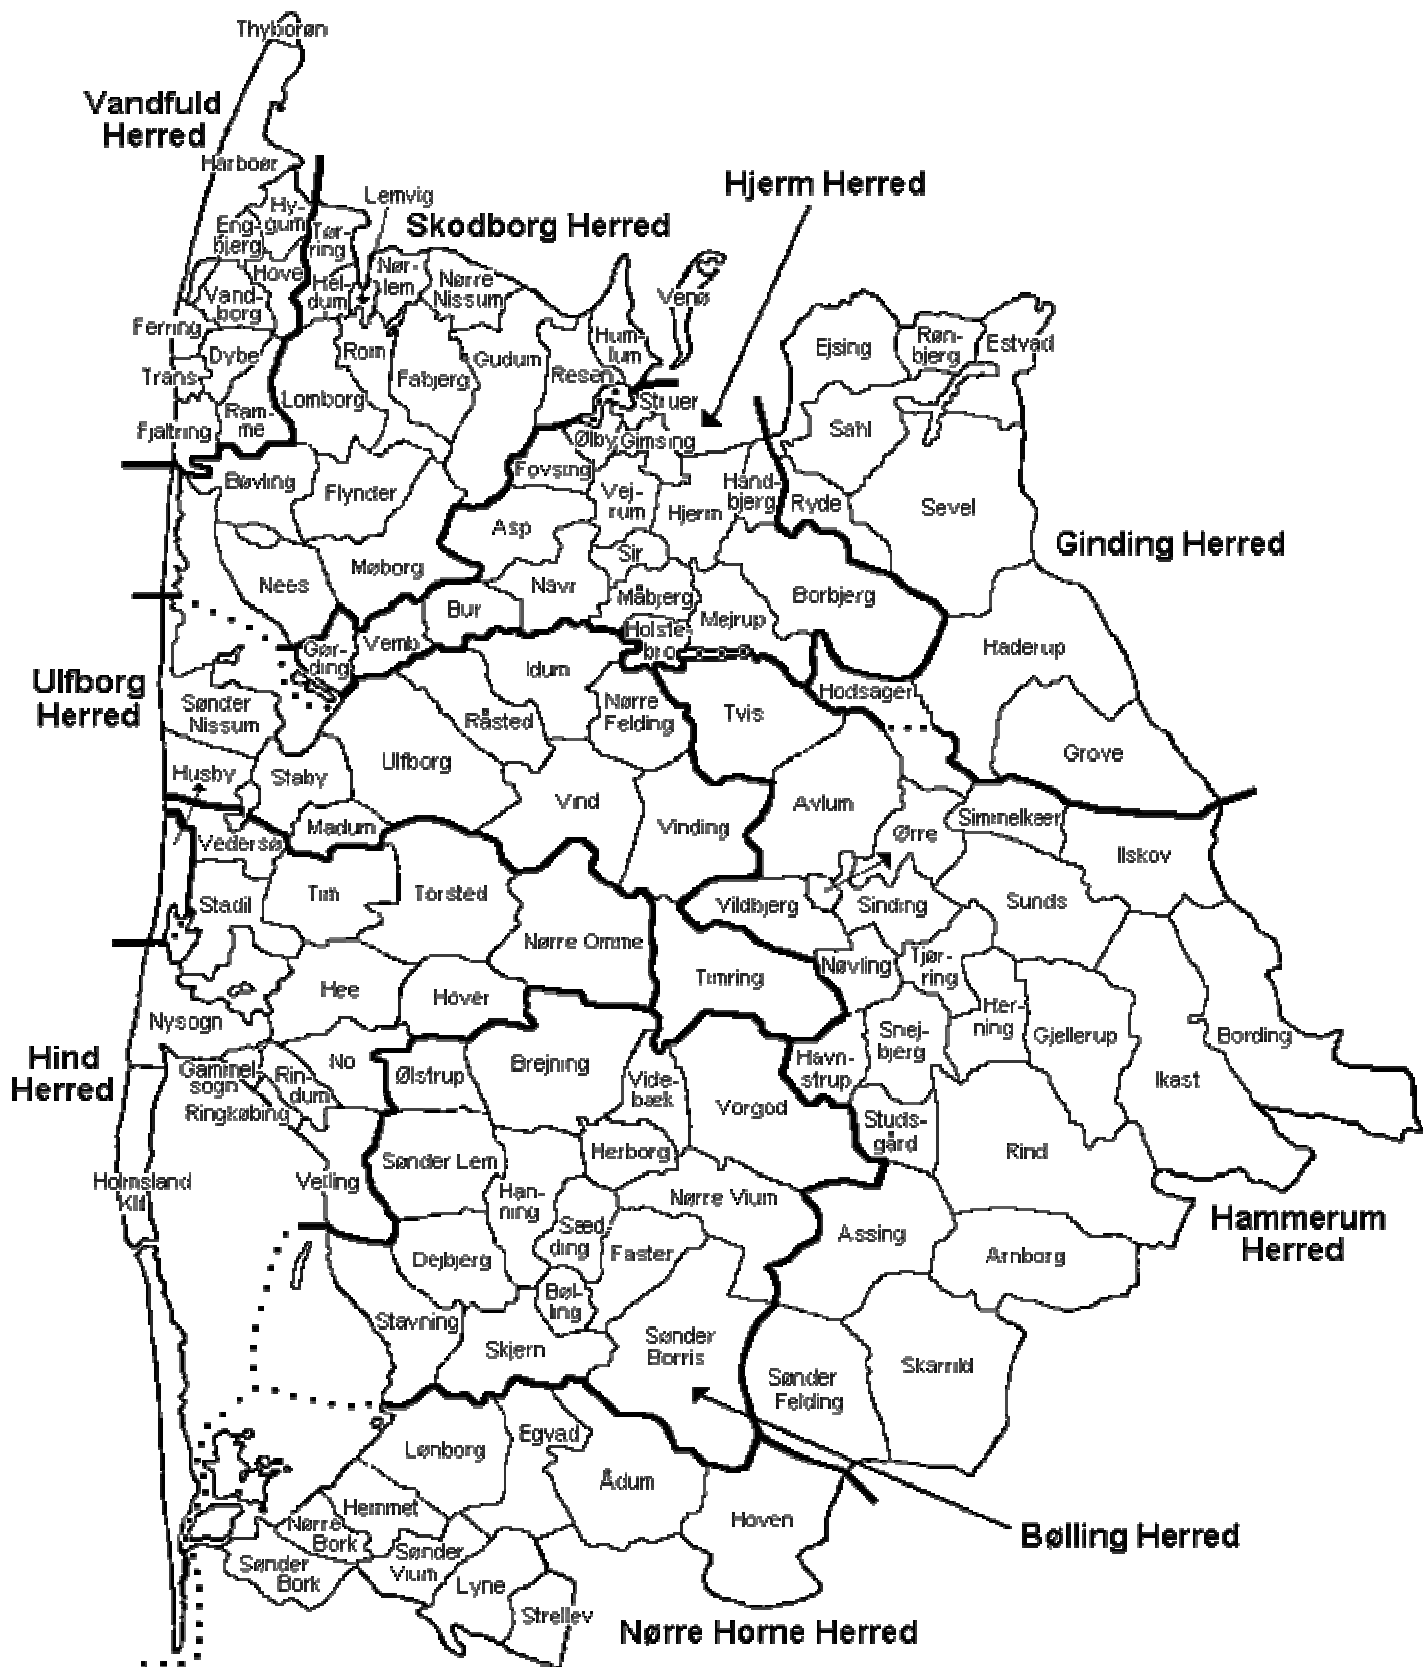 Thyborøn
Vandfuld
Herred
Harboør
Hjerm Herred
Lemvig
Hy-
gum
Skodborg Herred
Eng-
bjerg
Tør-
ring
Hove
Hel-
dum
Nør-
lem
Nørre
Nissum
Venø
Vand-
borg
Ferring
Dybe
Rom
Fabjerg
Gudum
Hum-
lum
Resen
Ejsing
Røn-
bjerg
Estvad
Trans
Lomborg
Struer
Ram-
me
Fjaltring
Ølby
Gimsing
Sahl
Bøvling
Flynder
Fovsing
Vej-
rum
Hjerm
Hånd-
bjerg
Ryde
Sevel
Asp
Ginding Herred
Sir
Nees
Møborg
Navr
Måbjerg
Borbjerg
Bur
Mejrup
Holste-
bro
Vemb
Gør-
ding
Haderup
Idum
Ulfborg
Herred
Sønder
Nissum
Råsted
Nørre
Felding
Tvis
Hodsager
Grove
Husby
Staby
Ulfborg
Vind
Vinding
Avlum
Ørre
Simmelkær
Madum
Vedersø
Ilskov
Stadil
Tim
Torsted
Vildbjerg
Sinding
Sunds
Nørre Omme
Timring
Nøvling
Tjør-
ring
Hee
Hover
Her-
ning
Nysogn
Snej-
bjerg
Gjellerup
Bording
Hind
Herred
Gammel-
sogn
No
Rin-
dum
Ølstrup
Brejning
Vide-
bæk
Havn-
strup
Ikast
Ringkøbing
Vorgod
Studs-
gård
Rind
Sønder Lem
Herborg
Holmsland
Klit
Velling
Han-
ning
Nørre Vium
Sæd-
ding
Assing
Hammerum
Herred
Dejbjerg
Faster
Arnborg
Bøl-
ling
Stavning
Skjern
Sønder
Borris
Skarrild
Sønder
Felding
Lønborg
Egvad
Ådum
Hemmet
Nørre
Bork
Hoven
Bølling Herred
Sønder
Bork
Sønder
Vium
Lyne
Strellev
Nørre Horne Herred